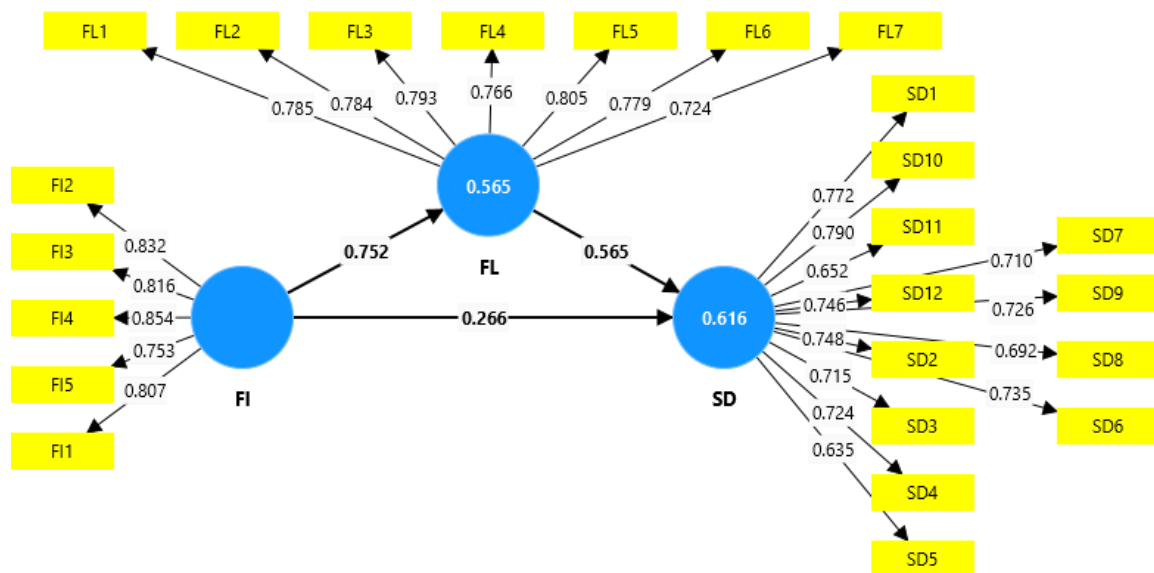 FL1 FL2 FL3 FL4 FL5 FL6 FL7
0.785 0.784 0.793 0.766 0.805 0.779 0.724
0.565
FL
FI2
FI3
FI4
FI5
FI1
0.832
0.816
0.854
0.753
0.807
FI
0.752
0.565
0.266
0.616
SD
0.772
0.790
0.652
0.746
0.748
0.715
0.724
0.635
SD1
SD10
SD11
SD12
SD2
SD3
SD4
SD5
0.710
0.726
0.692
0.735
SD7
SD9
SD8
SD6